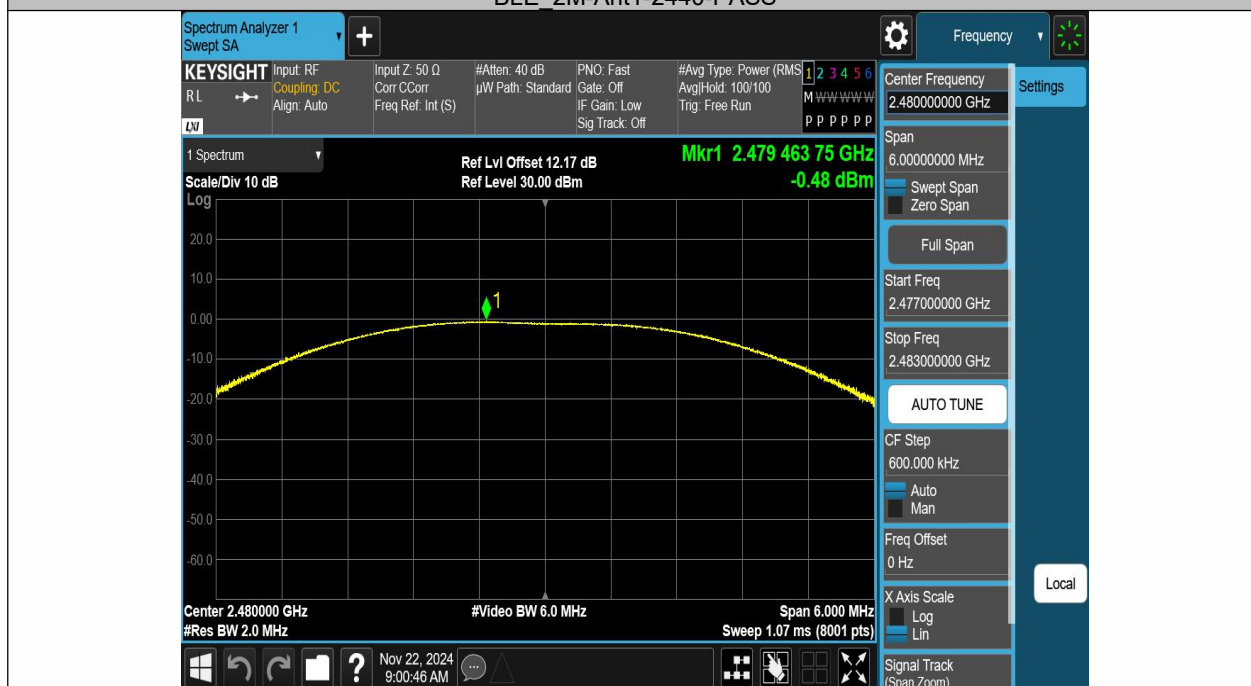 BLE_2M-Ant1-2440-PASS
Spectrum Analyzer 1
Swept SA
+
Frequency
KEYSIGHT
RL
LXI
Input: RF
Coupling: DC
Align: Auto
Input Z: 50 Ω
Corr CCorr
Freq Ref: Int (S)
#Atten: 40 dB
µW Path: Standard
PNO: Fast
Gate: Off
IF Gain: Low
Sig Track: Off
#Avg Type: Power (RMS
Avg|Hold: 100/100
Trig: Free Run
1 2 3 4 5 6
M W W W W W
P P P P P P
1 Spectrum
Scale/Div 10 dB
Log
Ref Lvl Offset 12.17 dB
Ref Level 30.00 dBm
Mkr1 2.479 463 75 GHz
-0.48 dBm
1
20.0
10.0
0.00
-10.0
-20.0
-30.0
-40.0
-50.0
-60.0
Center 2.480000 GHz
#Res BW 2.0 MHz
#Video BW 6.0 MHz
Span 6.000 MHz
Sweep 1.07 ms (8001 pts)
Nov 22, 2024
9:00:46 AM
?
Center Frequency
2.480000000 GHz
Settings
Span
6.00000000 MHz
Swept Span
Zero Span
Full Span
Start Freq
2.477000000 GHz
Stop Freq
2.483000000 GHz
AUTO TUNE
CF Step
600.000 kHz
Auto
Man
Freq Offset
0 Hz
Local
X Axis Scale
Log
Lin
Signal Track
(Span Zoom)